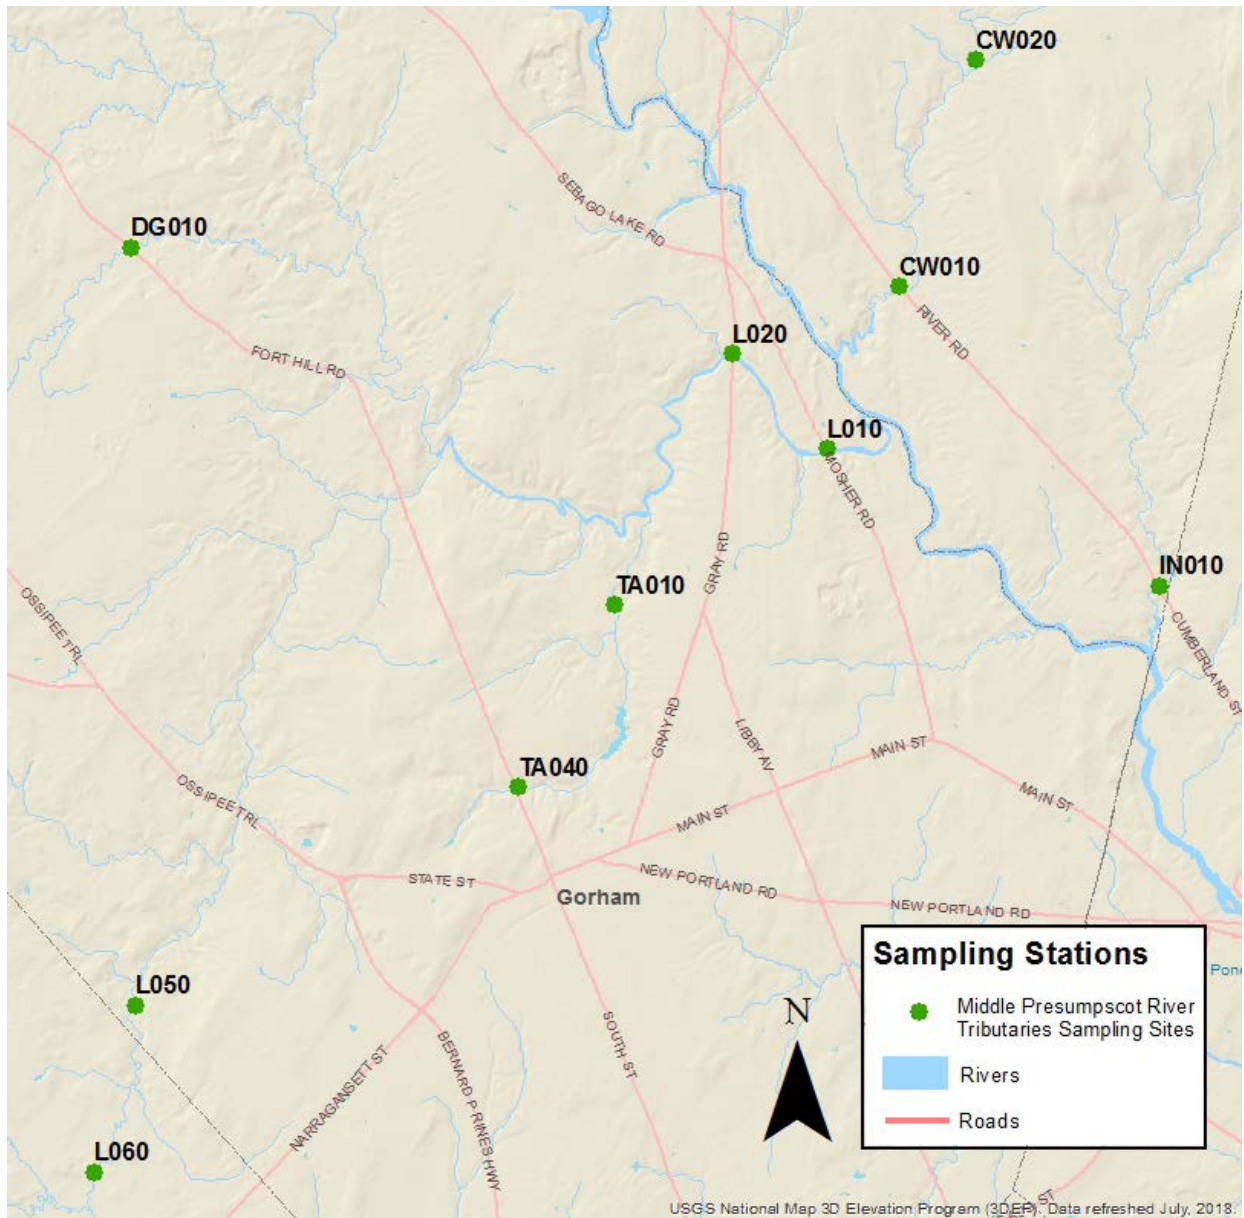 CW020
DG010
SEBAGO LAKE RD
CW010
RIVER RD
L020
FORT HILL RD
L010
MOSHER RD
GRAY RD
IN010
TA010
OSSIPEE TRL
CUMBERLAND ST
GRAY RD
LIBBY AV
MAIN ST
TA040
OSSIPEE TRL
MAIN ST
MAIN ST
STATE ST
NEW PORTLAND RD
Gorham
NEW PORTLAND RD
Sampling Stations
Middle Presumpscot River
Tributaries Sampling Sites
Rivers
Roads
L050
N
SOUTH ST
NARRAGANSETT ST
BERNARD P RINES HWY
L060
ST
USGS National Map 3D Elevation Program (3DEP). Data refreshed July, 2018.